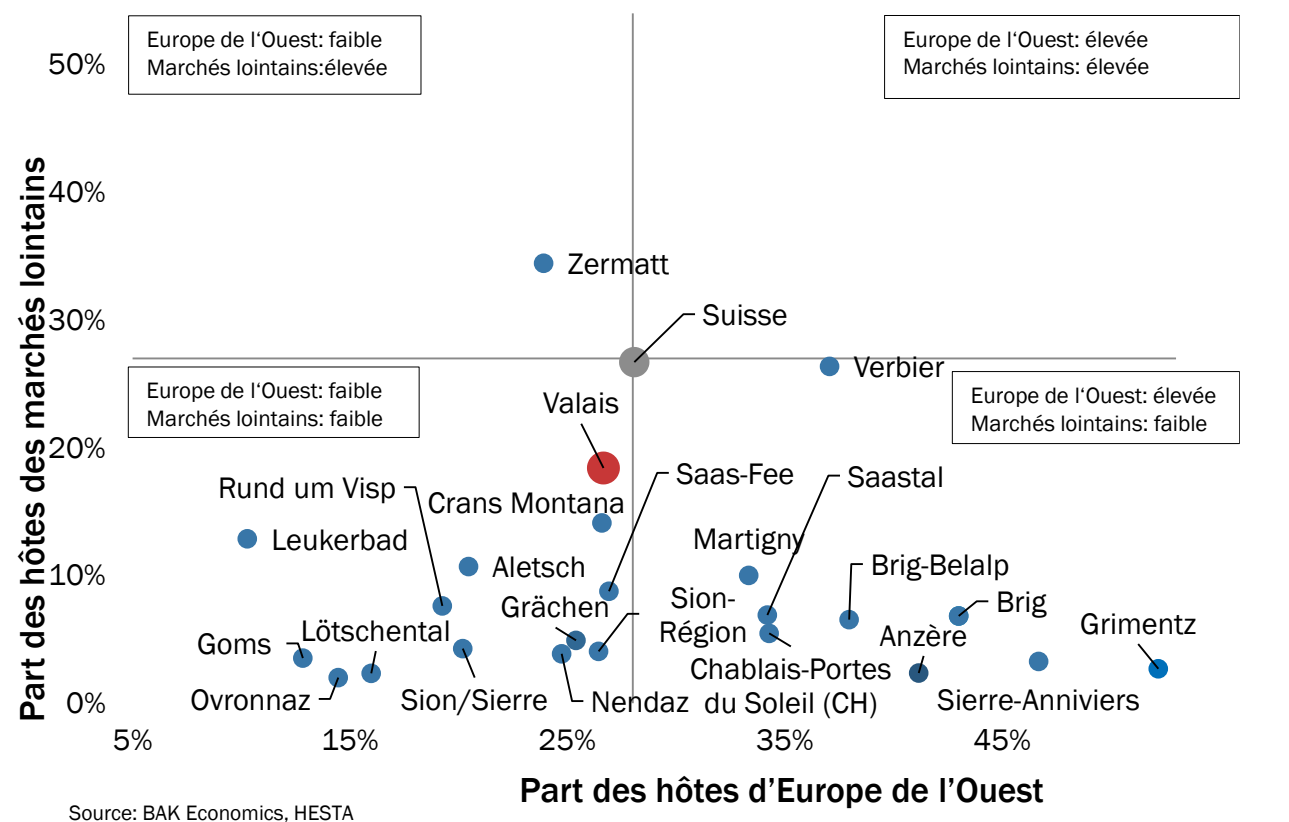 Europe de l‘Ouest: faible
Marchés lointains:élevée
Europe de l‘Ouest: élevée
Marchés lointains: élevée
50%
40%
30%
20%
10%
0%
Part des hôtes des marchés lointains
Zermatt
Suisse
Verbier
Europe de l‘Ouest: faible
Marchés lointains: faible
Europe de l‘Ouest: élevée
Marchés lointains: faible
Valais
Saas-Fee
Saastal
Rund um Visp
Crans Montana
Leukerbad
Martigny
Aletsch
Brig-Belalp
Grächen
Sion-
Région
Brig
Goms
Lötschental
Anzère
Grimentz
Chablais-Portes
du Soleil (CH)
Ovronnaz
Sion/Sierre
Nendaz
Sierre-Anniviers
5%
15%
25%
35%
45%
Part des hôtes d’Europe de l’Ouest
Source: BAK Economics, HESTA